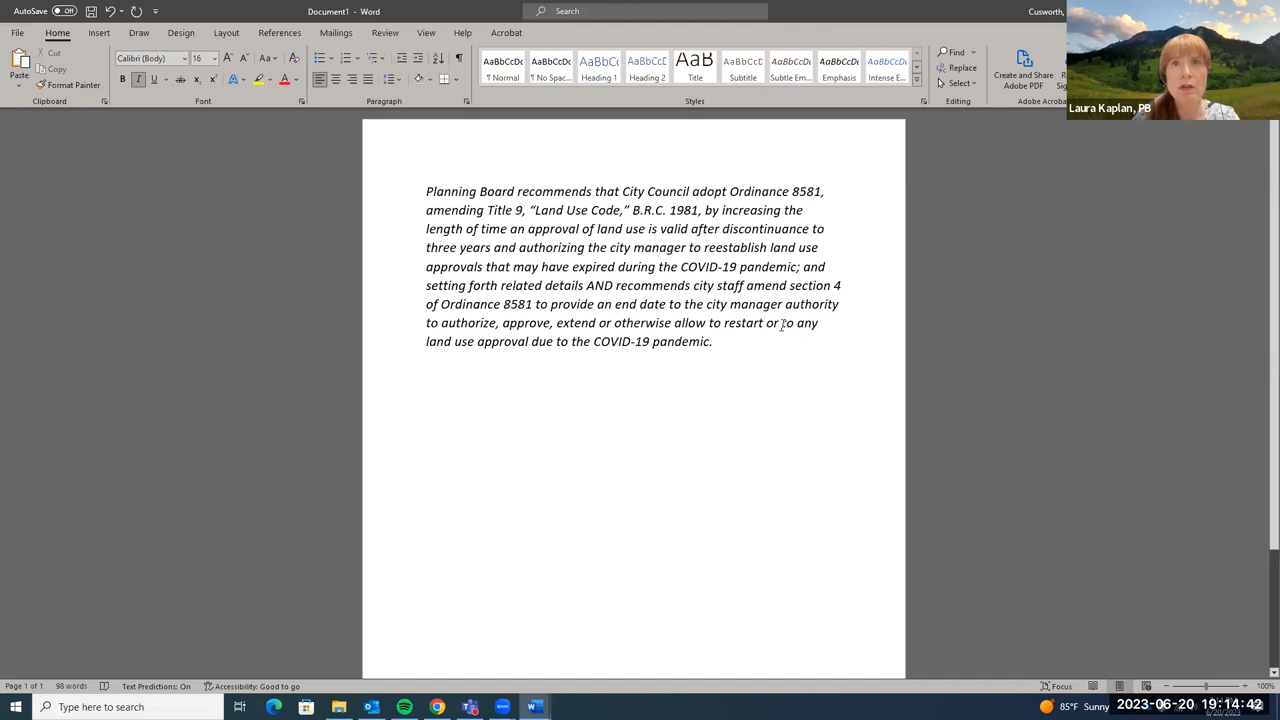 AutoSave Off
Document1 - Word
Search
Cusworth,
File Home Insert Draw Design Layout References Mailings Review View Help Acrobat
Paste
Cut
Copy
Format Painter
Clipboard
Calibri (Body) 16
Font
Paragraph
AaBbCcDc AaBbCcDc AaBbC( AaBbCcD AaB AaBbCcD AaBbCcDc AaBbCcDc AaBbCcDc
¶ Normal ¶ No Spac... Heading 1 Heading 2 Title Subtitle Subtle Em... Emphasis Intense E...
Styles
Find
Replace
Select
Editing
Create and Share
Adobe PDF
Adobe Acrob
Laura Kaplan, PB
Planning Board recommends that City Council adopt Ordinance 8581,
amending Title 9, “Land Use Code,” B.R.C. 1981, by increasing the
length of time an approval of land use is valid after discontinuance to
three years and authorizing the city manager to reestablish land use
approvals that may have expired during the COVID-19 pandemic; and
setting forth related details AND recommends city staff amend section 4
of Ordinance 8581 to provide an end date to the city manager authority
to authorize, approve, extend or otherwise allow to restart or to any
land use approval due to the COVID-19 pandemic.
Page 1 of 1 98 words Text Predictions: On Accessibility: Good to go
Focus
100%
Type here to search
85°F Sunny
2023-06-20 19:14:42